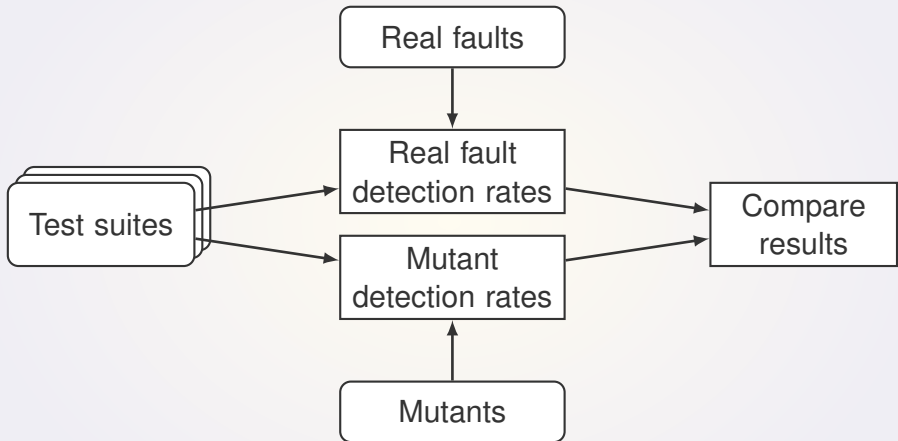 Real faults
Real fault
detection rates
Test suites
Compare
results
Mutant
detection rates
Mutants